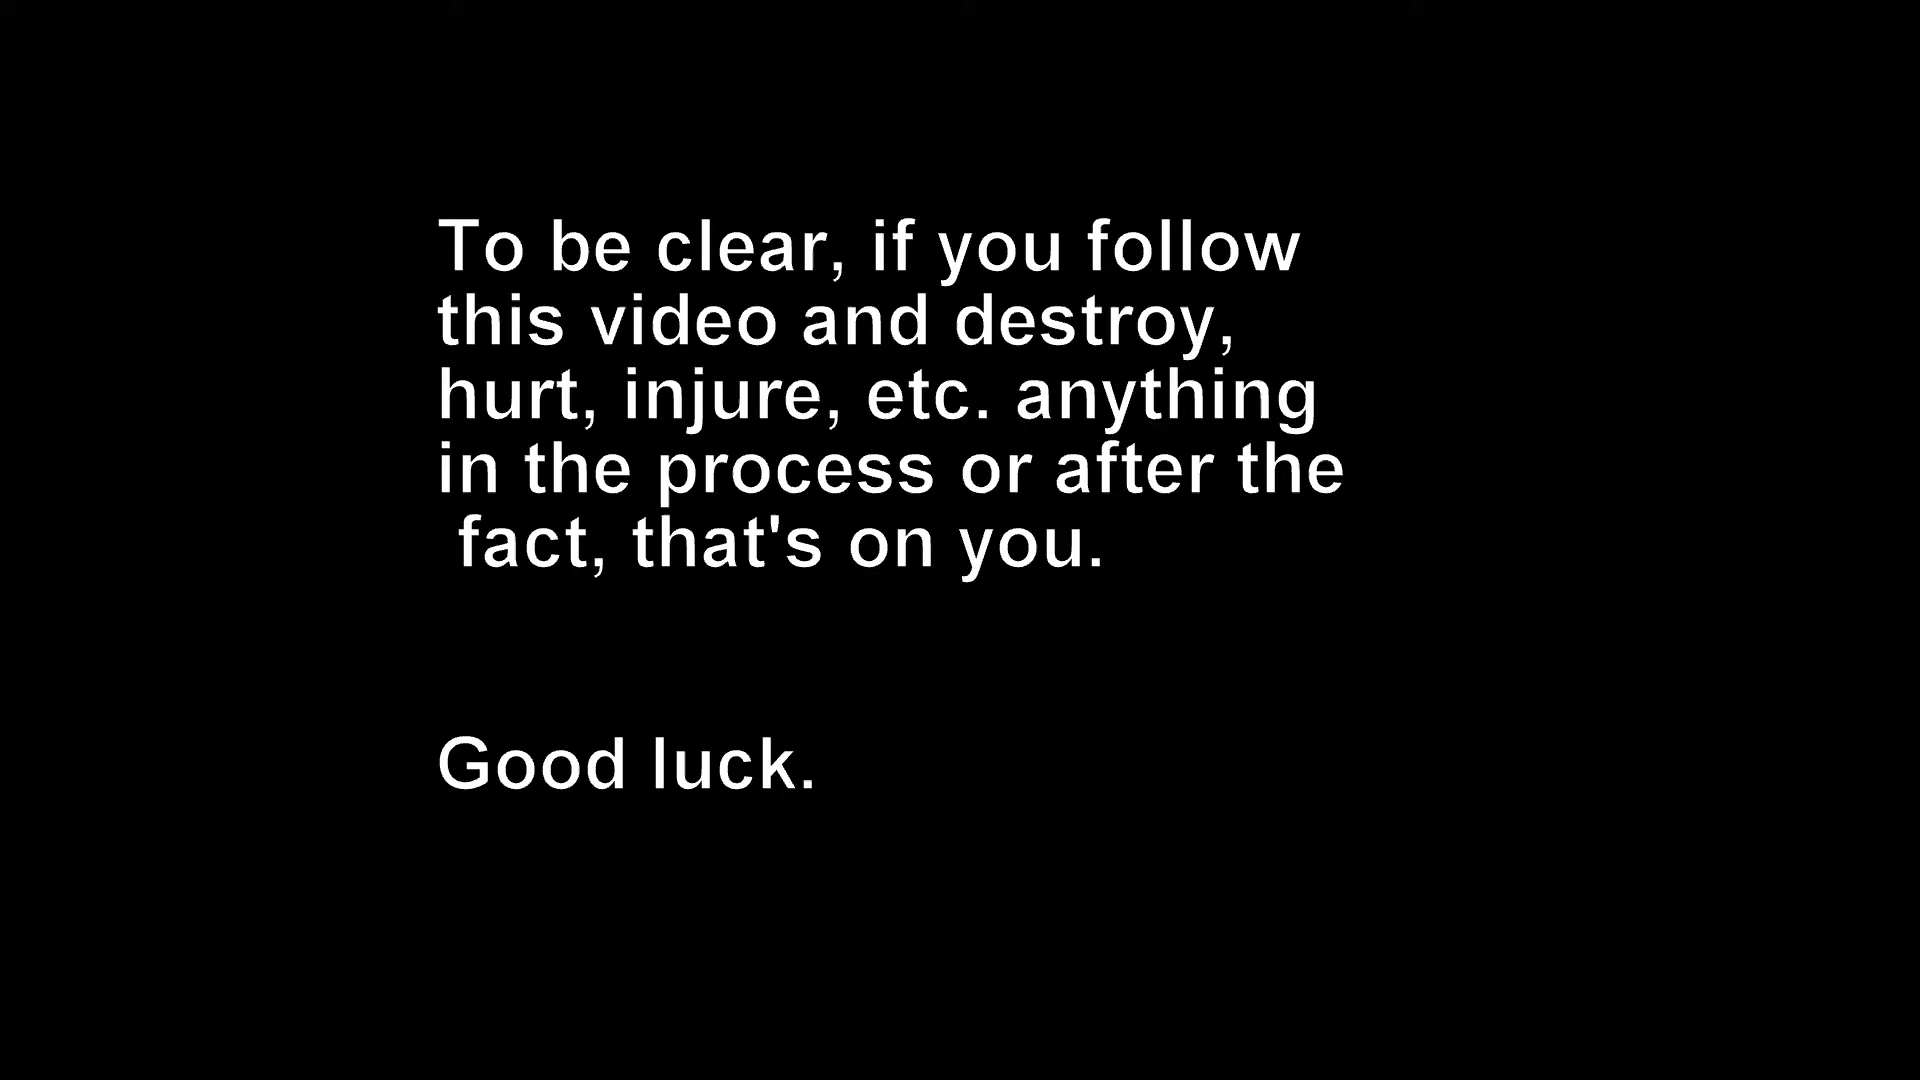 To be clear, if you follow
this video and destroy,
hurt, injure, etc. anything
in the process or after the
fact, that's on you.
Good luck.